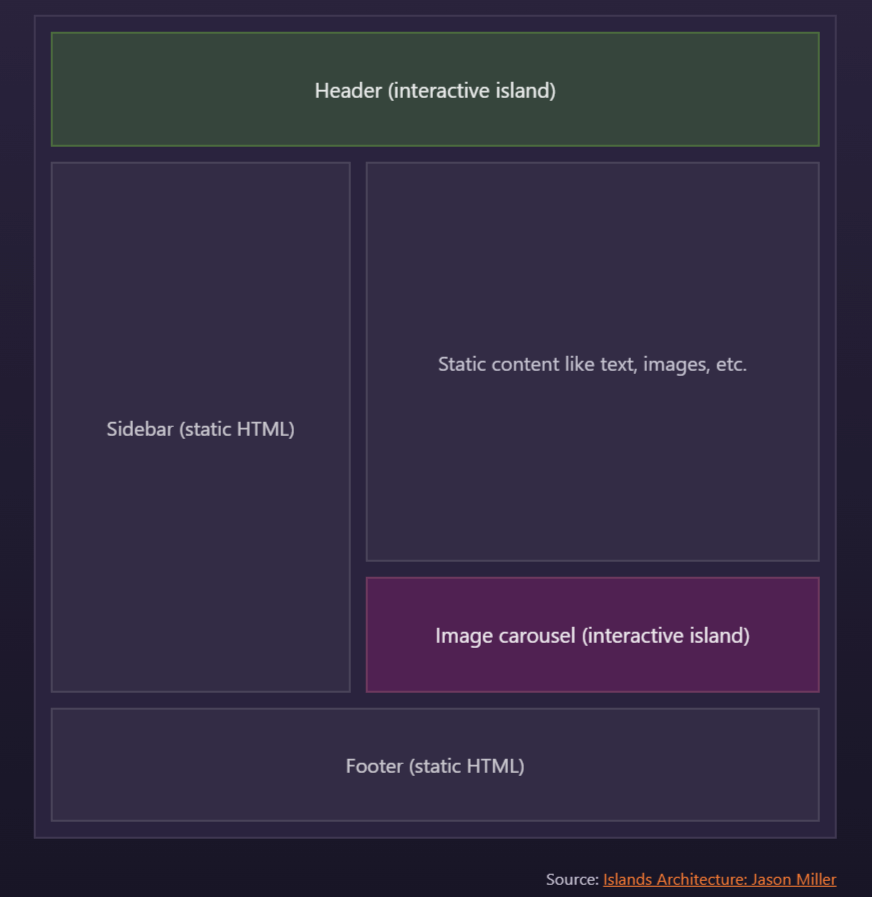 Header (interactive island)
Sidebar (static HTML)
Static content like text, images, etc.
Image carousel (interactive island)
Footer (static HTML)
Source: Islands Architecture: Jason Miller